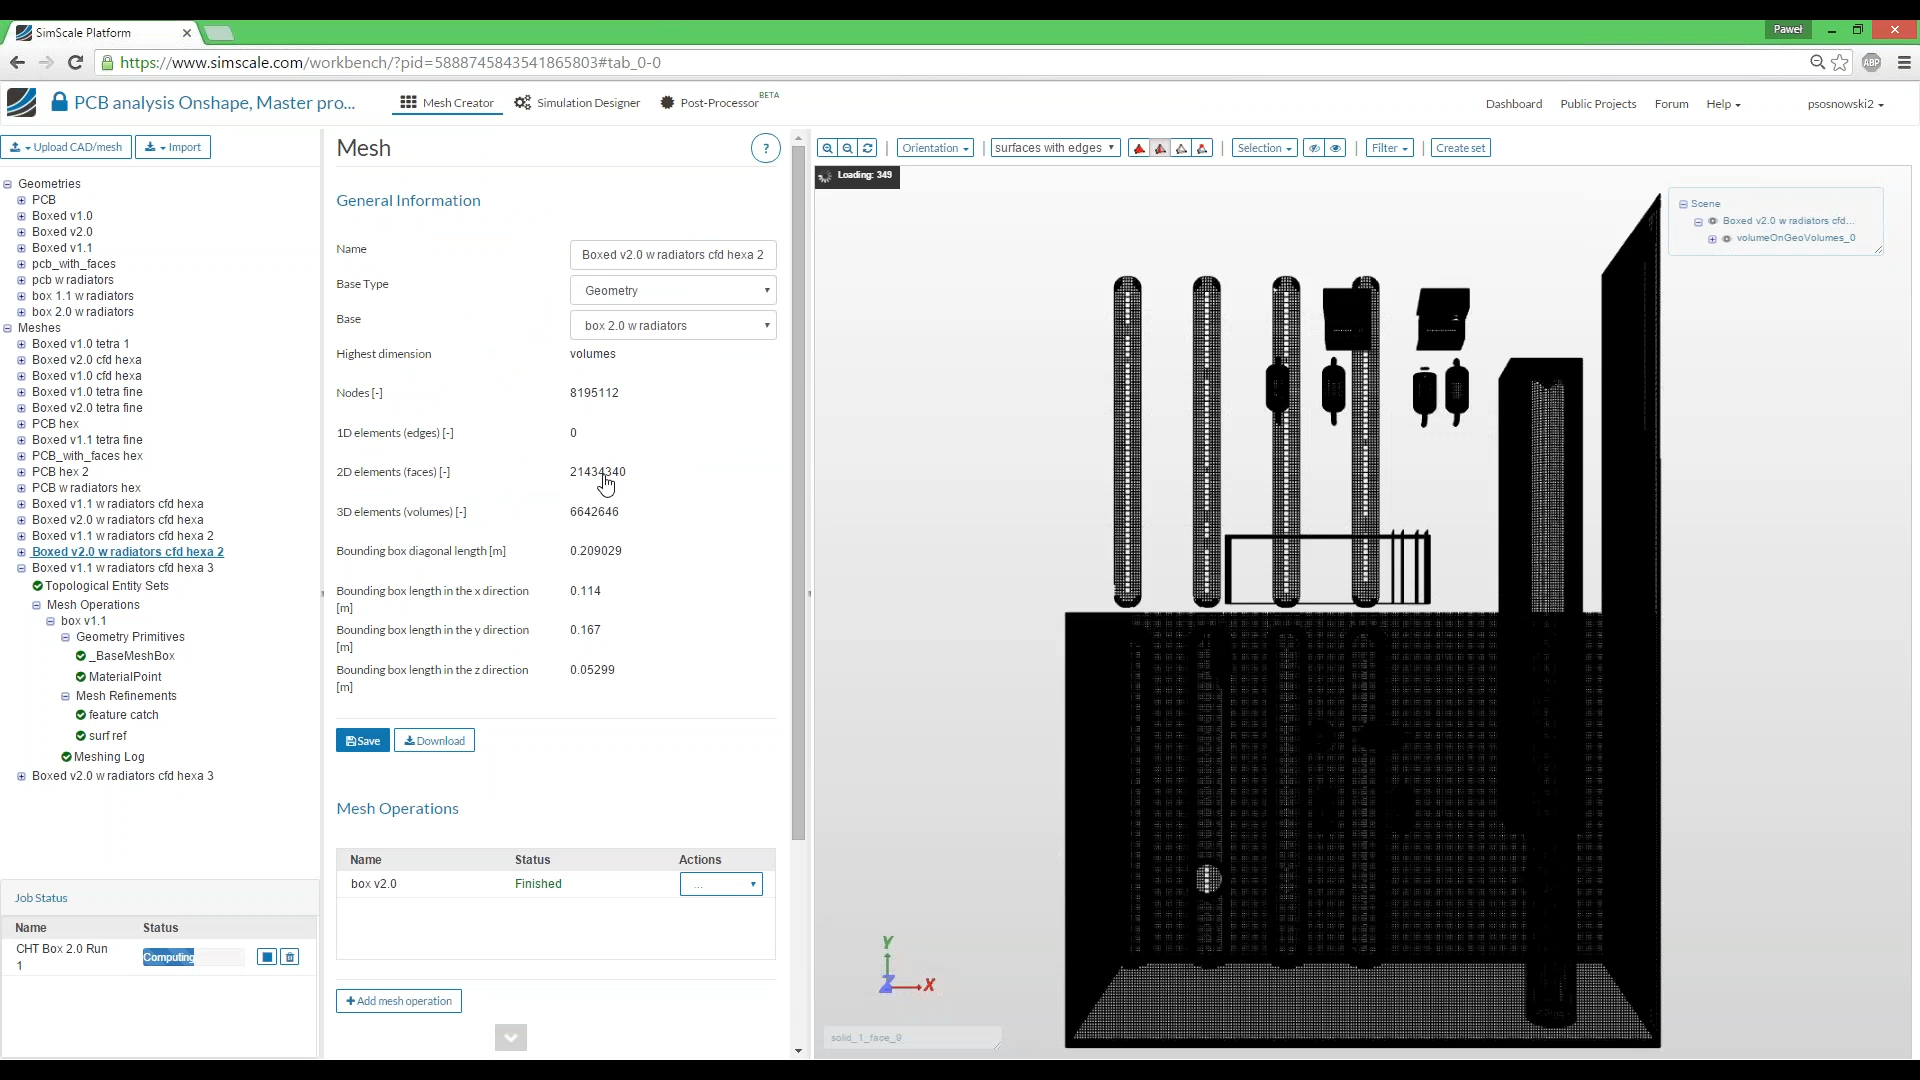 SimScale Platform
Paweł
https://www.simscale.com/workbench/?pid=5888745843541865803#tab_0-0
ABP
PCB analysis Onshape, Master pro...
Mesh Creator
Simulation Designer
Post-Processor BETA
Dashboard
Public Projects
Forum
Help
psosnowski2
Upload CAD/mesh
Import
Geometries
PCB
Boxed v1.0
Boxed v2.0
Boxed v1.1
pcb_with_faces
pcb w radiators
box 1.1 w radiators
box 2.0 w radiators
Meshes
Boxed v1.0 tetra 1
Boxed v2.0 cfd hexa
Boxed v1.0 cfd hexa
Boxed v1.0 tetra fine
Boxed v2.0 tetra fine
PCB hex
Boxed v1.1 tetra fine
PCB_with_faces hex
PCB hex 2
PCB w radiators hex
Boxed v1.1 w radiators cfd hexa
Boxed v2.0 w radiators cfd hexa
Boxed v1.1 w radiators cfd hexa 2
Boxed v2.0 w radiators cfd hexa 2
Boxed v1.1 w radiators cfd hexa 3
Topological Entity Sets
Mesh Operations
box v1.1
Geometry Primitives
_BaseMeshBox
MaterialPoint
Mesh Refinements
feature catch
surf ref
Meshing Log
Boxed v2.0 w radiators cfd hexa 3
Job Status
Name Status
CHT Box 2.0 Run
1
Computing
Mesh
?
General Information
Name Boxed v2.0 w radiators cfd hexa 2
Base Type Geometry
Base box 2.0 w radiators
Highest dimension volumes
Nodes [-] 8195112
1D elements (edges) [-] 0
2D elements (faces) [-] 21434340
3D elements (volumes) [-] 6642646
Bounding box diagonal length [m] 0.209029
Bounding box length in the x direction 0.114
[m]
Bounding box length in the y direction 0.167
[m]
Bounding box length in the z direction 0.05299
[m]
Save
Download
Mesh Operations
Name Status Actions
box v2.0 Finished ...
Add mesh operation
Orientation
surfaces with edges
Selection
Filter
Create set
Loading: 349
Scene
Boxed v2.0 w radiators cfd...
volumeOnGeoVolumes_0
Y
Z
X
solid_1_face_9